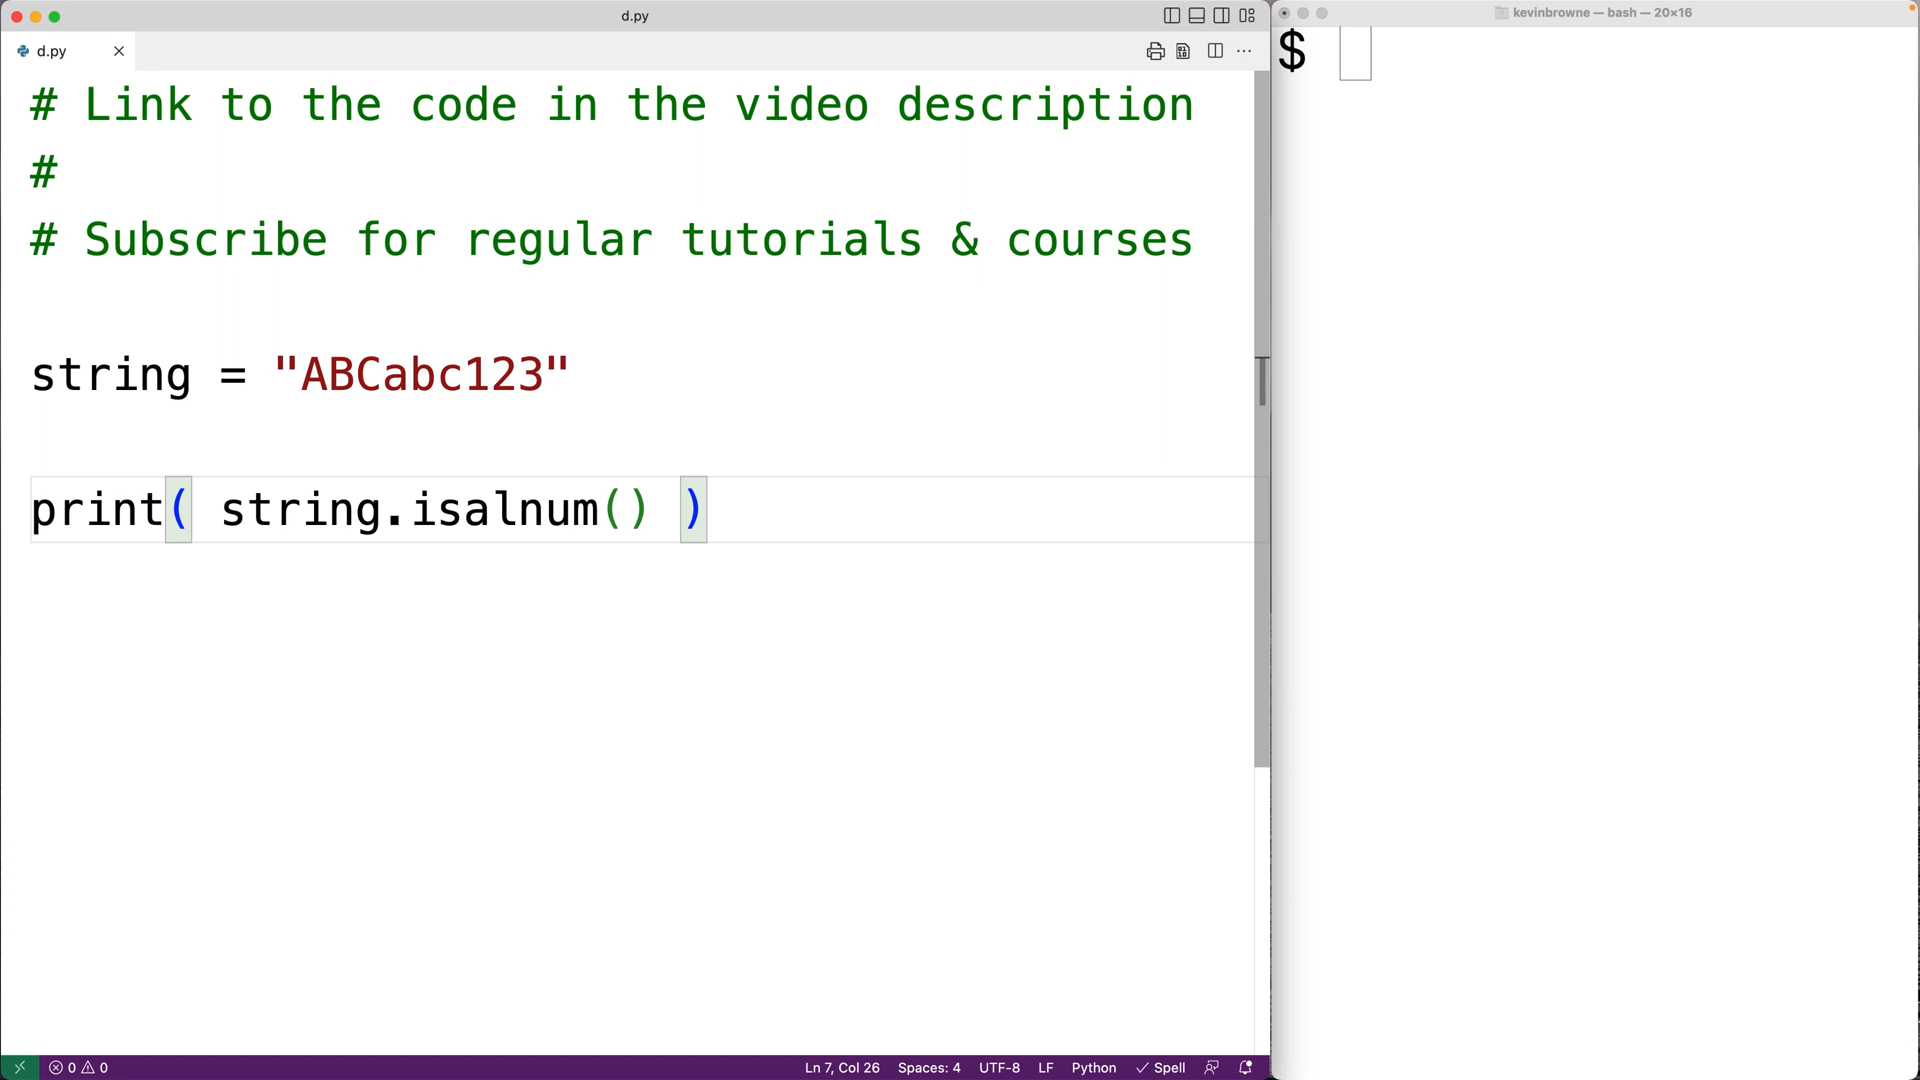 d.py
d.py
# Link to the code in the video description
#
# Subscribe for regular tutorials & courses
string = "ABCabc123"
print( string.isalnum() )
0 0
Ln 7, Col 26 Spaces: 4 UTF-8 LF Python Spell
kevinbrowne — bash — 20×16
$